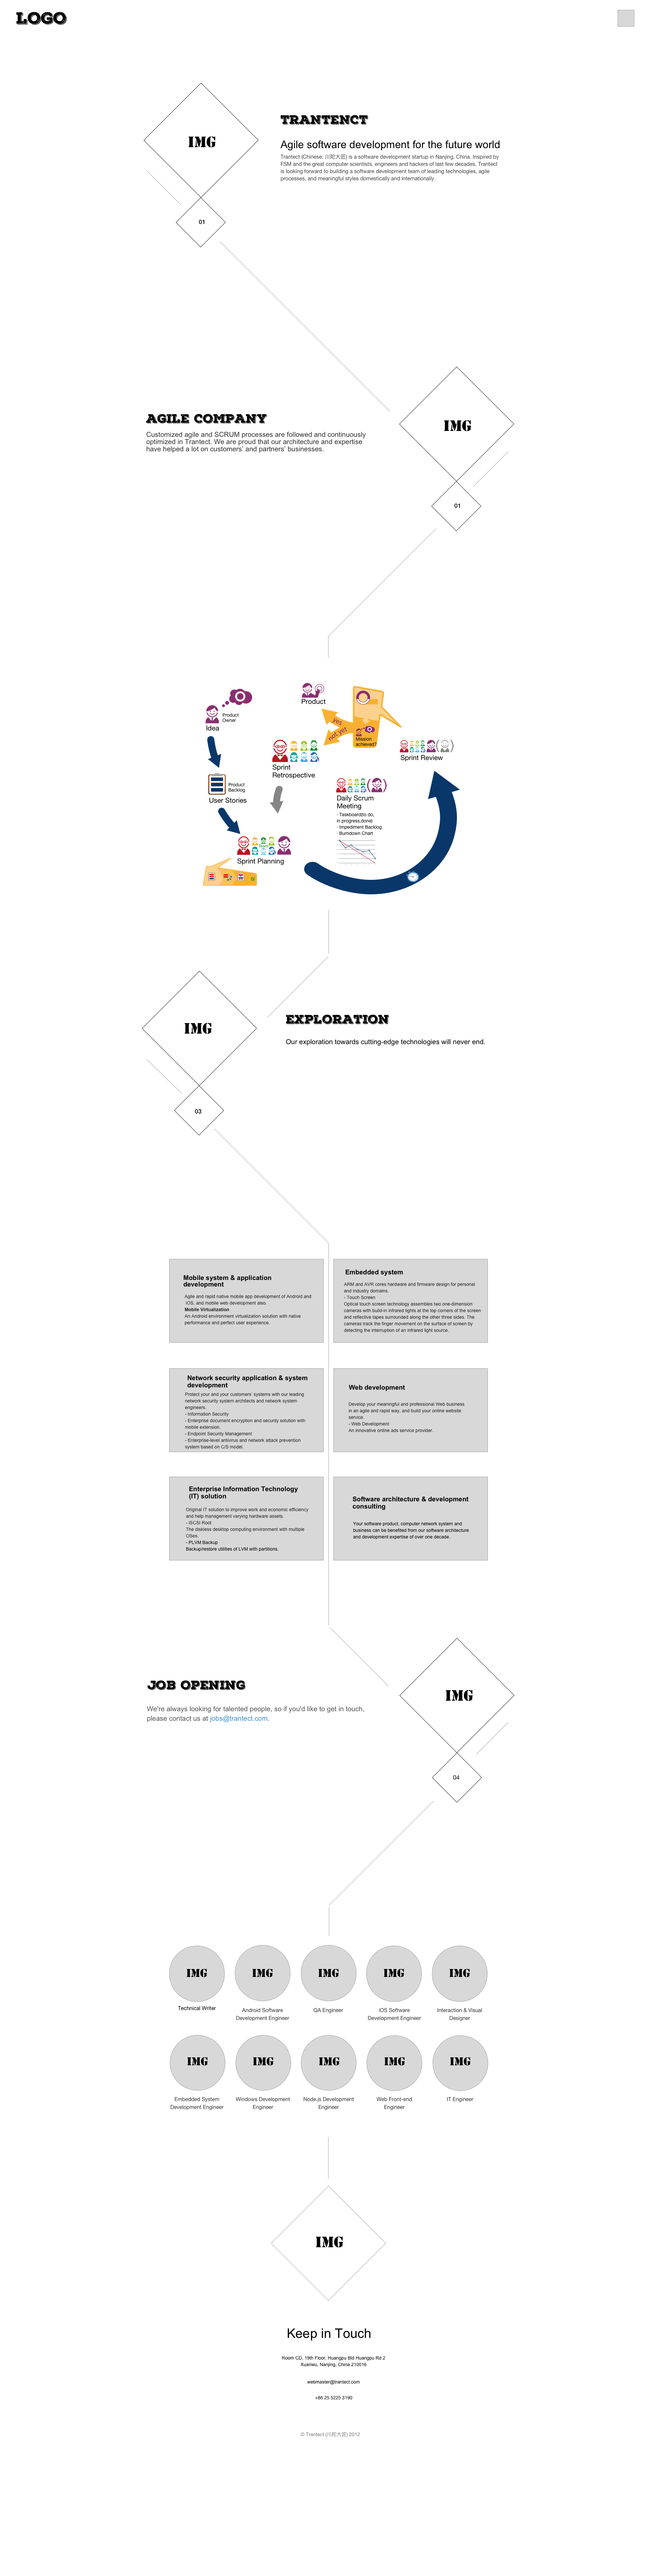 LOGO
IMG
01
TRANTENCT
Agile software development for the future world
Trantect (Chinese: 川陀大匠) is a software development startup in Nanjing, China. Inspired by
FSM and the great computer scientists, engineers and hackers of last few decades, Trantect
is looking forward to building a software development team of leading technologies, agile
processes, and meaningful styles domestically and internationally.
AGILE COMPANY
Customized agile and SCRUM processes are followed and continuously
optimized in Trantect. We are proud that our architecture and expertise
have helped a lot on customers' and partners' businesses.
IMG
01
Product
Owner
Idea
Product
Backlog
User Stories
Sprint Planning
Product
yes
not yet
Mission
achieved?
Sprint
Retrospective
Sprint Review
Daily Scrum
Meeting
· Taskboard(to do,
in progress,done)
· Impediment Backlog
· Burndown Chart
IMG
03
EXPLORATION
Our exploration towards cutting-edge technologies will never end.
Mobile system & application
development
Agile and rapid native mobile app development of Android and
iOS, and mobile web development also.
Mobile Virtualization
An Android environment virtualization solution with native
performance and perfect user experience.
Embedded system
ARM and AVR cores hardware and firmware design for personal
and industry domains.
- Touch Screen
Optical touch screen technology assembles two one-dimension
cameras with build-in infrared lights at the top corners of the screen
and reflective tapes surrounded along the other three sides. The
cameras track the finger movement on the surface of screen by
detecting the interruption of an infrared light source.
Network security application & system
development
Protect your and your customers' systems with our leading
network security system architects and network system
engineers.
- Information Security
- Enterprise document encryption and security solution with
mobile extension.
- Endpoint Security Management
- Enterprise-level antivirus and network attack prevention
system based on C/S model.
Web development
Develop your meaningful and professional Web business
in an agile and rapid way, and build your online website
service.
- Web Development
An innovative online ads service provider.
Enterprise Information Technology
(IT) solution
Original IT solution to improve work and economic efficiency
and help management varying hardware assets.
- iSCSI Root
The diskless desktop computing environment with multiple
OSes.
- PLVM Backup
Backup/restore utilities of LVM with partitions.
Software architecture & development
consulting
Your software product, computer network system and
business can be benefited from our software architecture
and development expertise of over one decade.
JOB OPENING
We're always looking for talented people, so if you'd like to get in touch,
please contact us at jobs@trantect.com.
IMG
04
IMG IMG IMG IMG IMG
Technical Writer
Android Software
Development Engineer
QA Engineer
iOS Software
Development Engineer
Interaction & Visual
Designer
IMG IMG IMG IMG IMG
Embedded System
Development Engineer
Windows Development
Engineer
Node.js Development
Engineer
Web Front-end
Engineer
IT Engineer
IMG
Keep in Touch
Room CD, 19th Floor, Huangpu Bld Huangpu Rd 2
Xuanwu, Nanjing, China 210016
webmaster@trantect.com
+86 25 5225 3190
© Trantect (川陀大匠) 2012